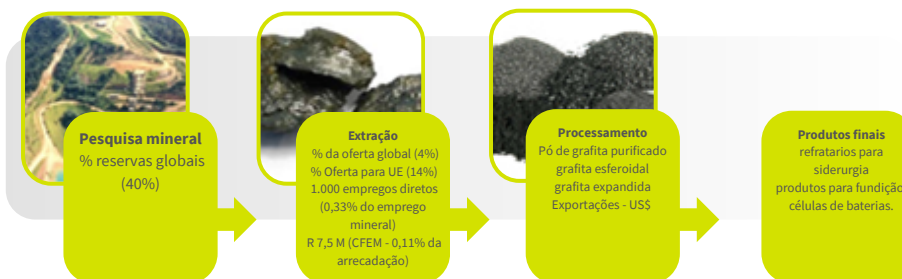 Pesquisa mineral
% reservas globais
(40%)
Extração
% da oferta global (4%)
% Oferta para UE (14%)
1.000 empregos diretos
(0,33% do emprego
mineral)
R 7,5 M (CFEM - 0,11% da
arrecadação)
Processamento
Pó de grafita purificado
grafita esferoidal
grafita expandida
Exportações - US$
Produtos finais
refratarios para
siderurgia
produtos para fundição
células de baterias.